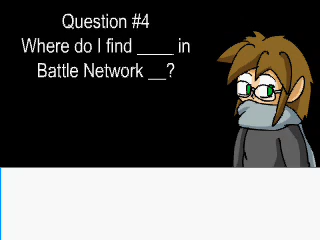 Question #4
Where do I find ____ in
Battle Network __?